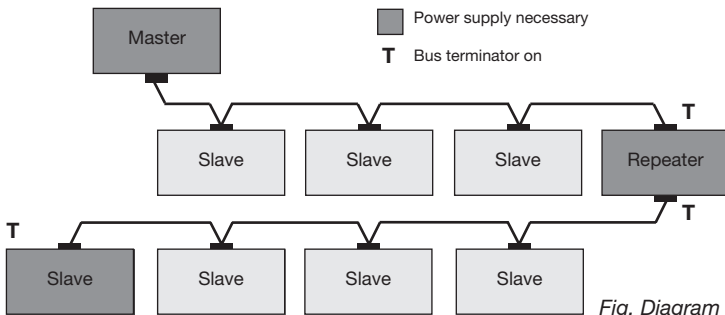 Power supply necessary
Master
T Bus terminator on
T
Slave Slave Slave Repeater
T
T
Slave Slave Slave Slave
Fig. Diagram